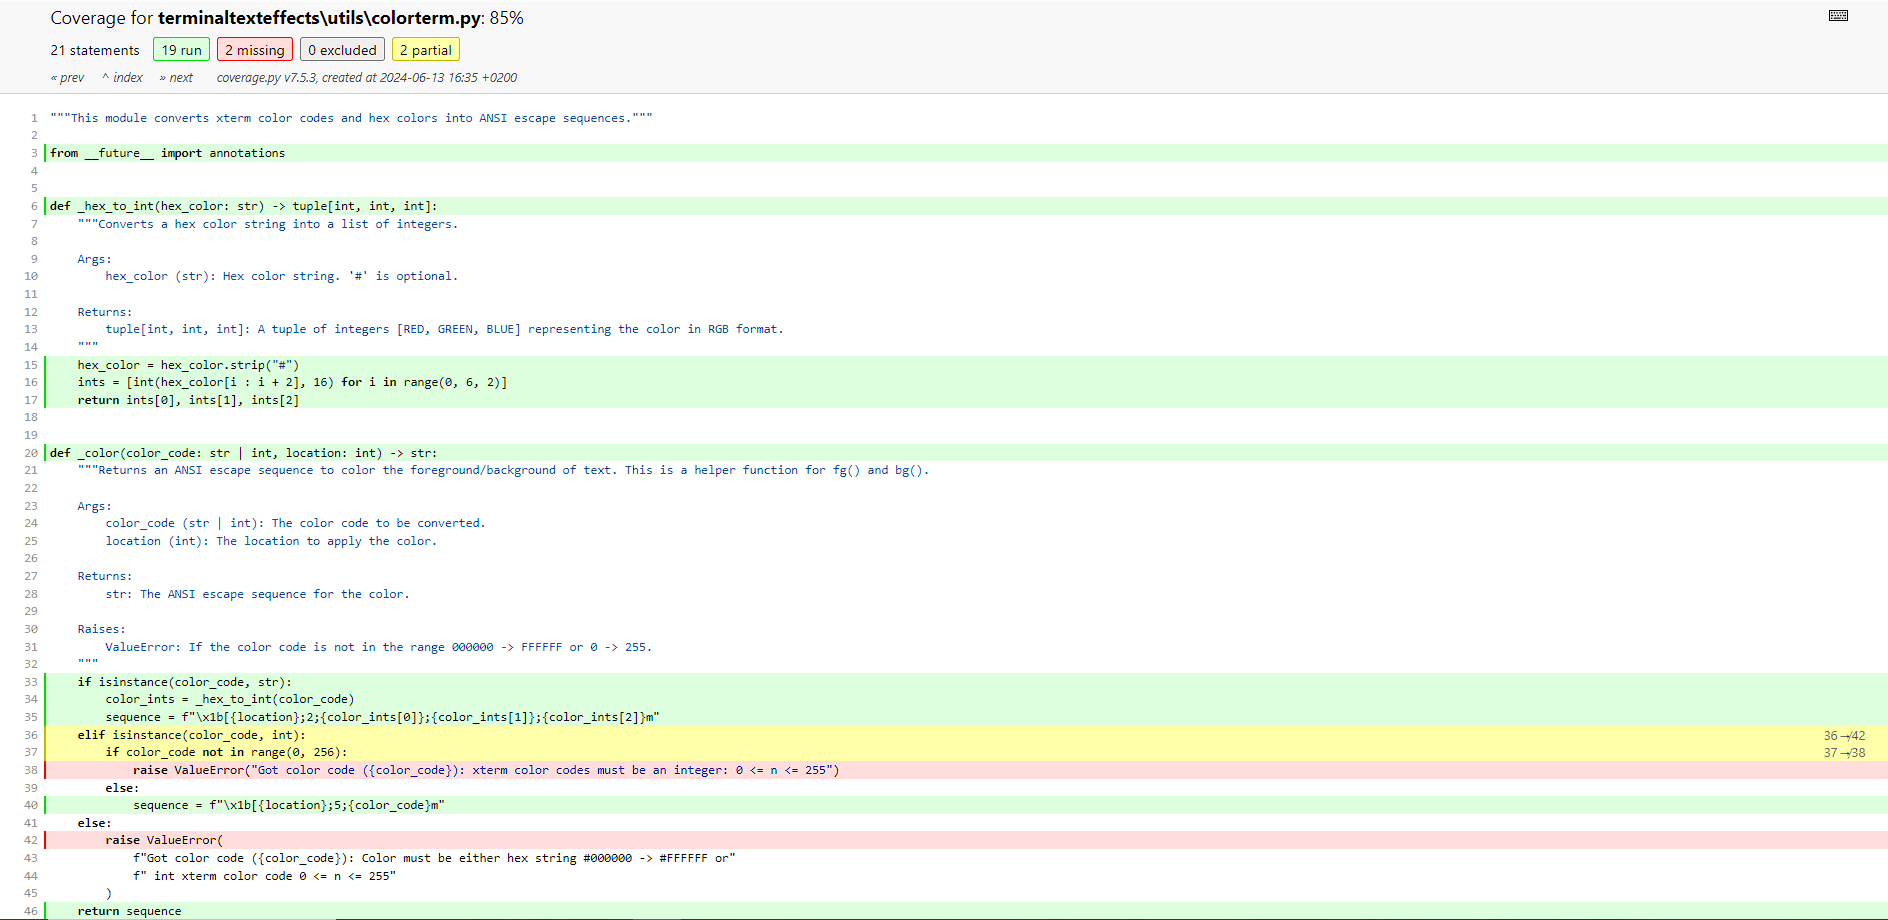 Coverage for terminaltexteffects\utils\colorterm.py: 85%
21 statements 19 run 2 missing 0 excluded 2 partial
« prev ^ index » next coverage.py v7.5.3, created at 2024-06-13 16:35 +0200
1 """This module converts xterm color codes and hex colors into ANSI escape sequences."""
2
3 from __future__ import annotations
4
5
6 def _hex_to_int(hex_color: str) -> tuple[int, int, int]:
7     """Converts a hex color string into a list of integers.
8
9     Args:
10         hex_color (str): Hex color string. '#' is optional.
11
12     Returns:
13         tuple[int, int, int]: A tuple of integers [RED, GREEN, BLUE] representing the color in RGB format.
14     """
15     hex_color = hex_color.strip("#")
16     ints = [int(hex_color[i : i + 2], 16) for i in range(0, 6, 2)]
17     return ints[0], ints[1], ints[2]
18
19
20 def _color(color_code: str | int, location: int) -> str:
21     """Returns an ANSI escape sequence to color the foreground/background of text. This is a helper function for fg() and bg().
22
23     Args:
24         color_code (str | int): The color code to be converted.
25         location (int): The location to apply the color.
26
27     Returns:
28         str: The ANSI escape sequence for the color.
29
30     Raises:
31         ValueError: If the color code is not in the range 000000 -> FFFFFF or 0 -> 255.
32     """
33     if isinstance(color_code, str):
34         color_ints = _hex_to_int(color_code)
35         sequence = f"\x1b[{location};2;{color_ints[0]};{color_ints[1]};{color_ints[2]}m"
36     elif isinstance(color_code, int): 36 ↛ 42
37         if color_code not in range(0, 256): 37 ↛ 38
38             raise ValueError("Got color code ({color_code}): xterm color codes must be an integer: 0 <= n <= 255")
39         else:
40             sequence = f"\x1b[{location};5;{color_code}m"
41     else:
42         raise ValueError(
43             f"Got color code ({color_code}): Color must be either hex string #000000 -> #FFFFFF or"
44             f" int xterm color code 0 <= n <= 255"
45         )
46     return sequence